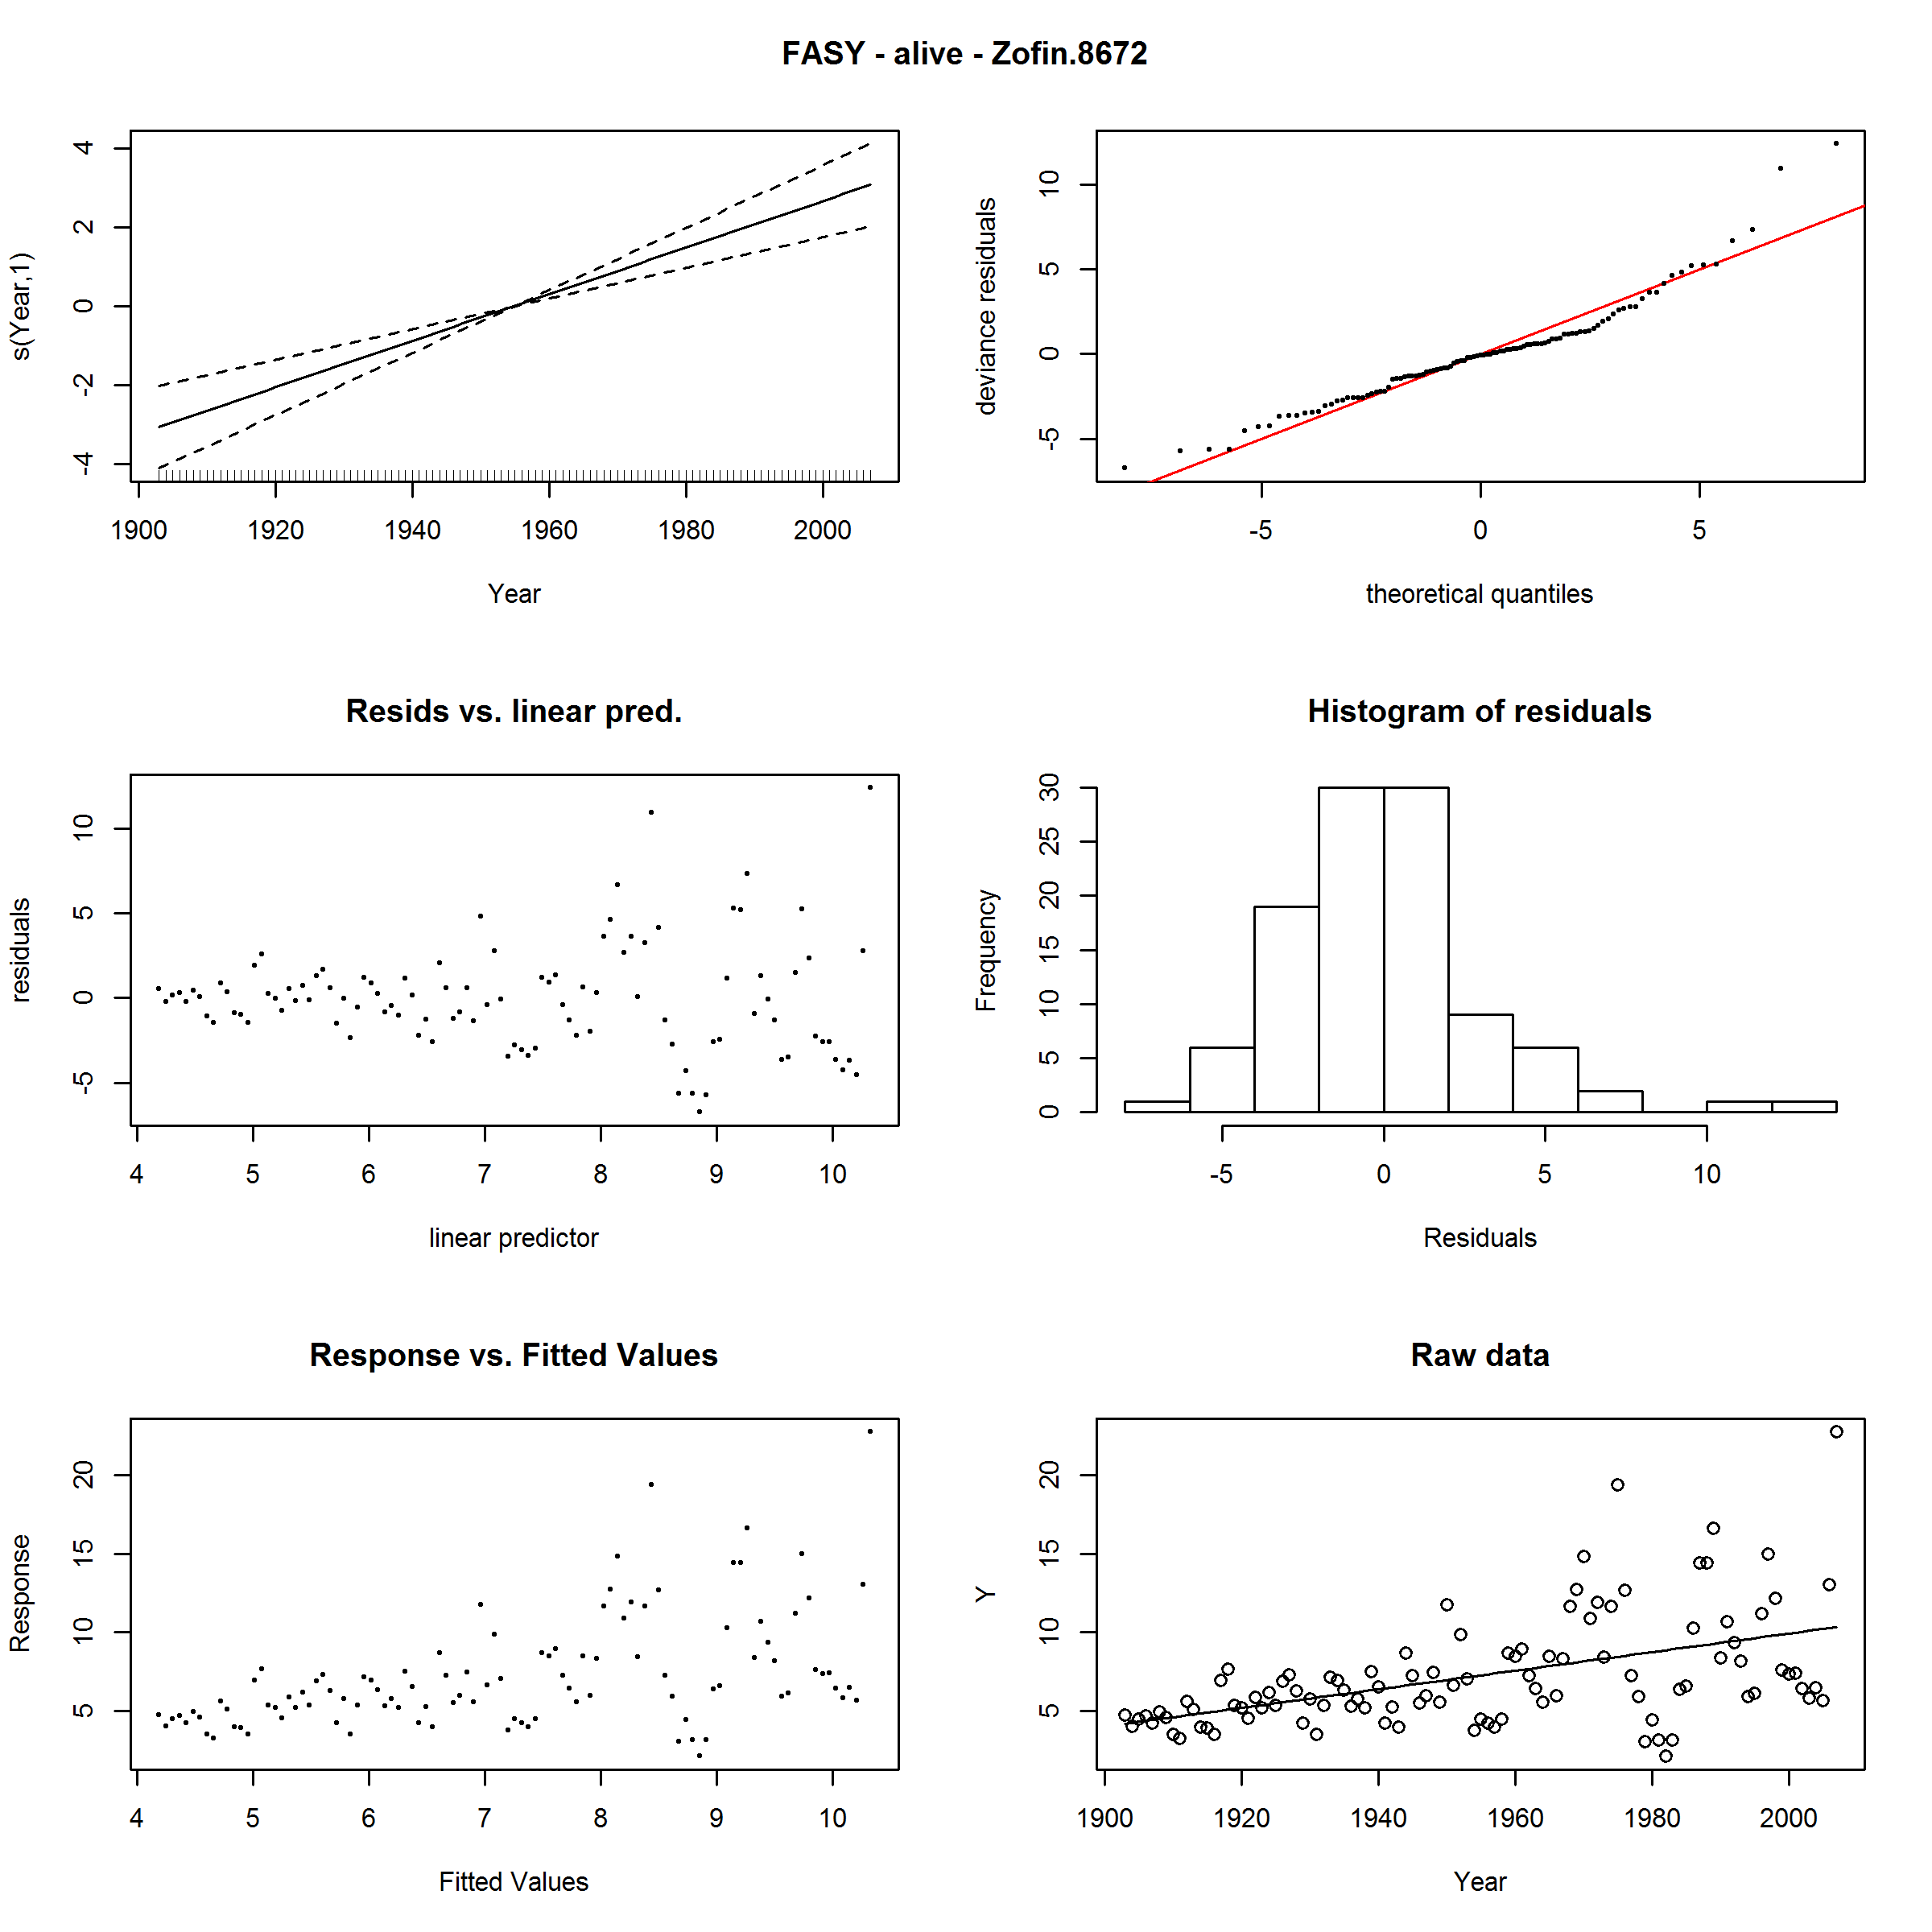 FASY - alive - Zofin.8672
s(Year,1)
4
2
0
-2
-4
1900 1920 1940 1960 1980 2000
Year
deviance residuals
10
5
0
-5
-5 0 5
theoretical quantiles
Resids vs. linear pred.
residuals
10
5
0
-5
4 5 6 7 8 9 10
linear predictor
Histogram of residuals
Frequency
30
25
20
15
10
5
0
-5 0 5 10
Residuals
Response vs. Fitted Values
Response
20
15
10
5
4 5 6 7 8 9 10
Fitted Values
Raw data
Y
20
15
10
5
1900 1920 1940 1960 1980 2000
Year